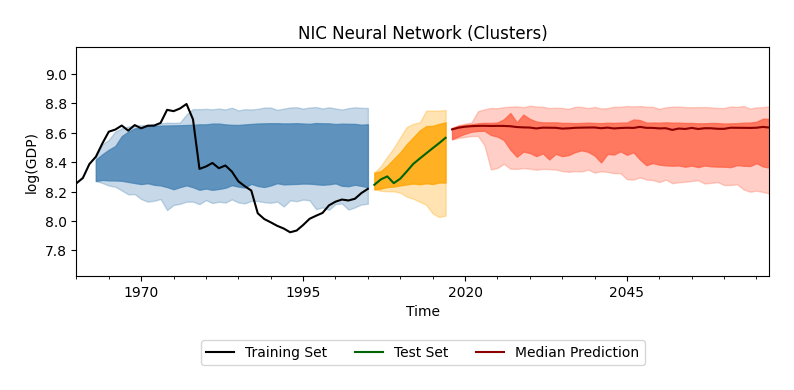 NIC Neural Network (Clusters)
9.0
8.8
8.6
8.4
8.2
8.0
7.8
log(GDP)
1970
1995
2020
2045
Time
Training Set
Test Set
Median Prediction